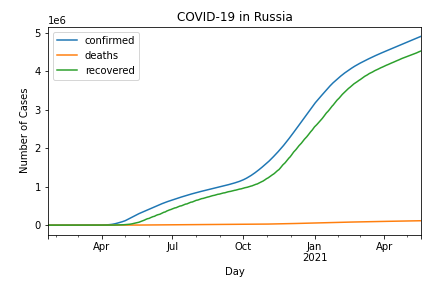 COVID-19 in Russia
1e6
confirmed
deaths
recovered
Number of Cases
5
4
3
2
1
0
Apr
Jul
Oct
Jan
2021
Apr
Day